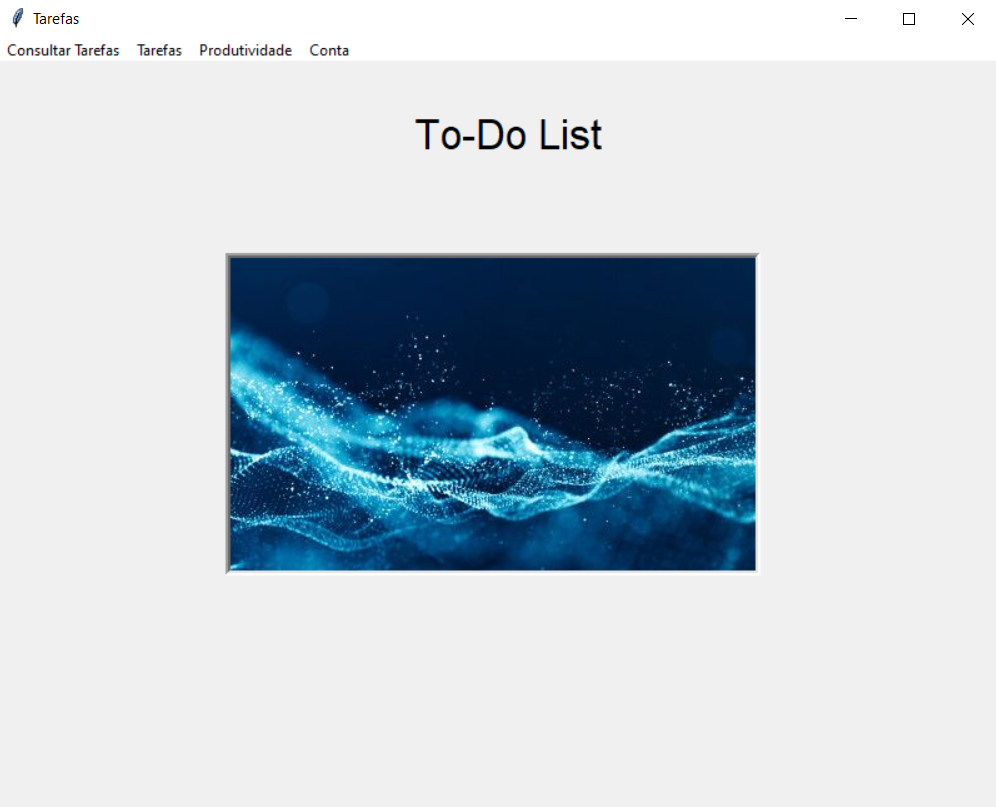 Tarefas
Consultar Tarefas Tarefas Produtividade Conta
To-Do List